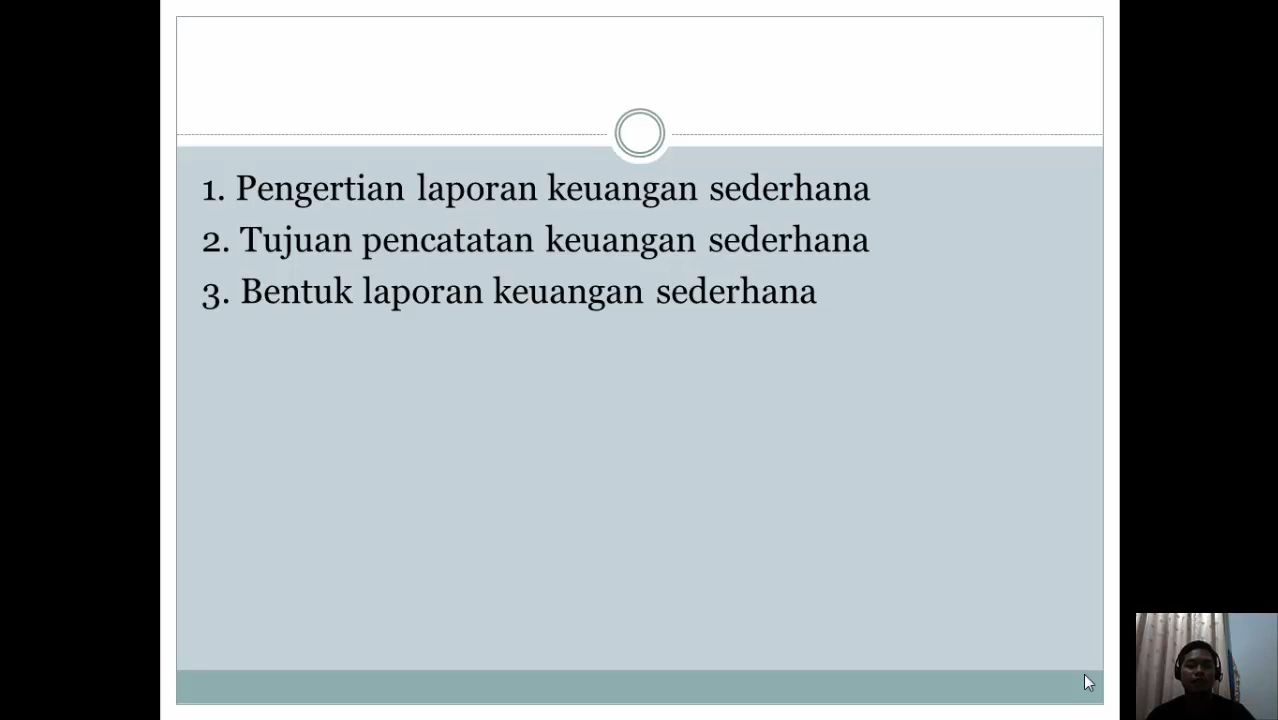 1. Pengertian laporan keuangan sederhana
2. Tujuan pencatatan keuangan sederhana
3. Bentuk laporan keuangan sederhana